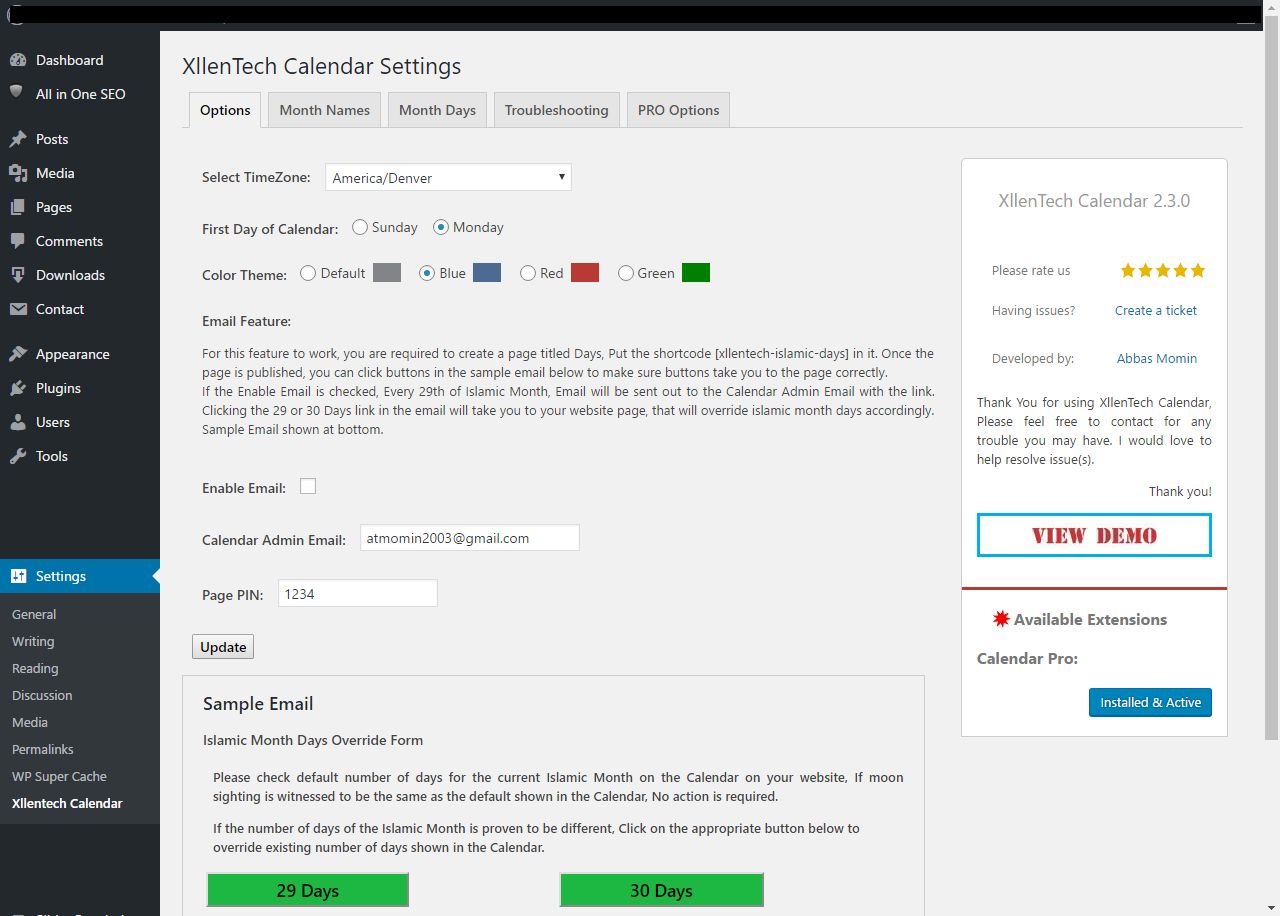 Dashboard
All in One SEO
Posts
Media
Pages
Comments
Downloads
Contact
Appearance
Plugins
Users
Tools
Settings
General
Writing
Reading
Discussion
Media
Permalinks
WP Super Cache
Xllentech Calendar
XllenTech Calendar Settings
Options Month Names Month Days Troubleshooting PRO Options
Select TimeZone: America/Denver
First Day of Calendar: Sunday Monday
Color Theme: Default Blue Red Green
Email Feature:
For this feature to work, you are required to create a page titled Days, Put the shortcode [xllentech-islamic-days] in it. Once the
page is published, you can click buttons in the sample email below to make sure buttons take you to the page correctly.
If the Enable Email is checked, Every 29th of Islamic Month, Email will be sent out to the Calendar Admin Email with the link.
Clicking the 29 or 30 Days link in the email will take you to your website page, that will override islamic month days accordingly.
Sample Email shown at bottom.
Enable Email:
Calendar Admin Email: atmomin2003@gmail.com
Page PIN: 1234
Update
Sample Email
Islamic Month Days Override Form
Please check default number of days for the current Islamic Month on the Calendar on your website, If moon
sighting is witnessed to be the same as the default shown in the Calendar, No action is required.
If the number of days of the Islamic Month is proven to be different, Click on the appropriate button below to
override existing number of days shown in the Calendar.
29 Days 30 Days
XllenTech Calendar 2.3.0
Please rate us
Having issues? Create a ticket
Developed by: Abbas Momin
Thank You for using XllenTech Calendar,
Please feel free to contact for any
trouble you may have. I would love to
help resolve issue(s).
Thank you!
VIEW DEMO
Available Extensions
Calendar Pro:
Installed & Active